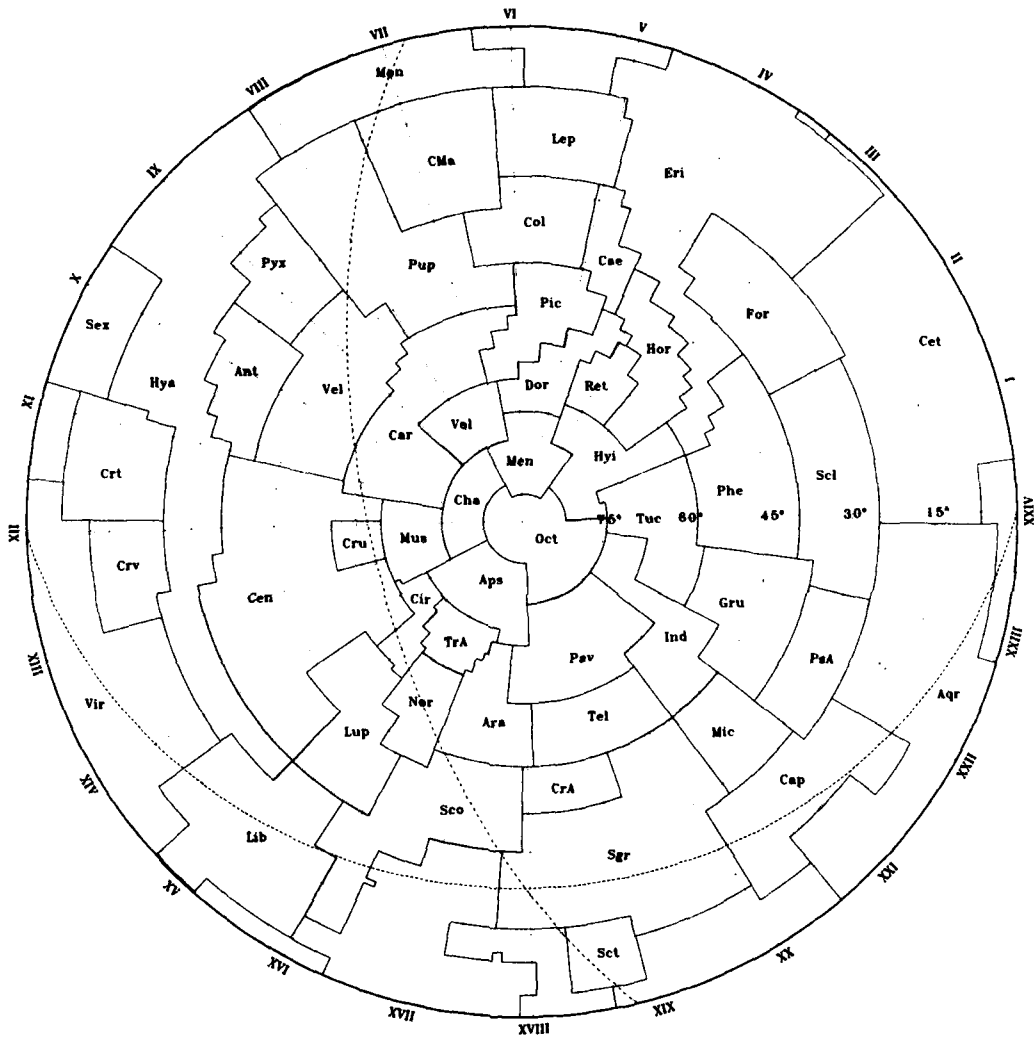 VI
VII
V
VIII
Mon
IV
CMa
Lep
III
IX
Eri
Col
Cae
II
Pyx
Pup
Pic
For
X
Sex
Hor
Cet
Hya
Ant
Vel
Dor
Ret
I
XI
Car
Vol
Men
Hyi
Crt
Cha
Phe
Scl
75° Tuc 60° 45° 30° 15°
XXIV
XII
Cru
Mus
Oct
Crv
Aps
Cen
Cir
Gru
TrA
Ind
XXIII
XIII
Pav
PsA
Vir
Nor
Aqr
Lup
Ara
Tel
Mic
XXII
XIV
CrA
Cap
Sco
Lib
Sgr
XXI
XV
Sct
XX
XVI
XVII
XIX
XVIII